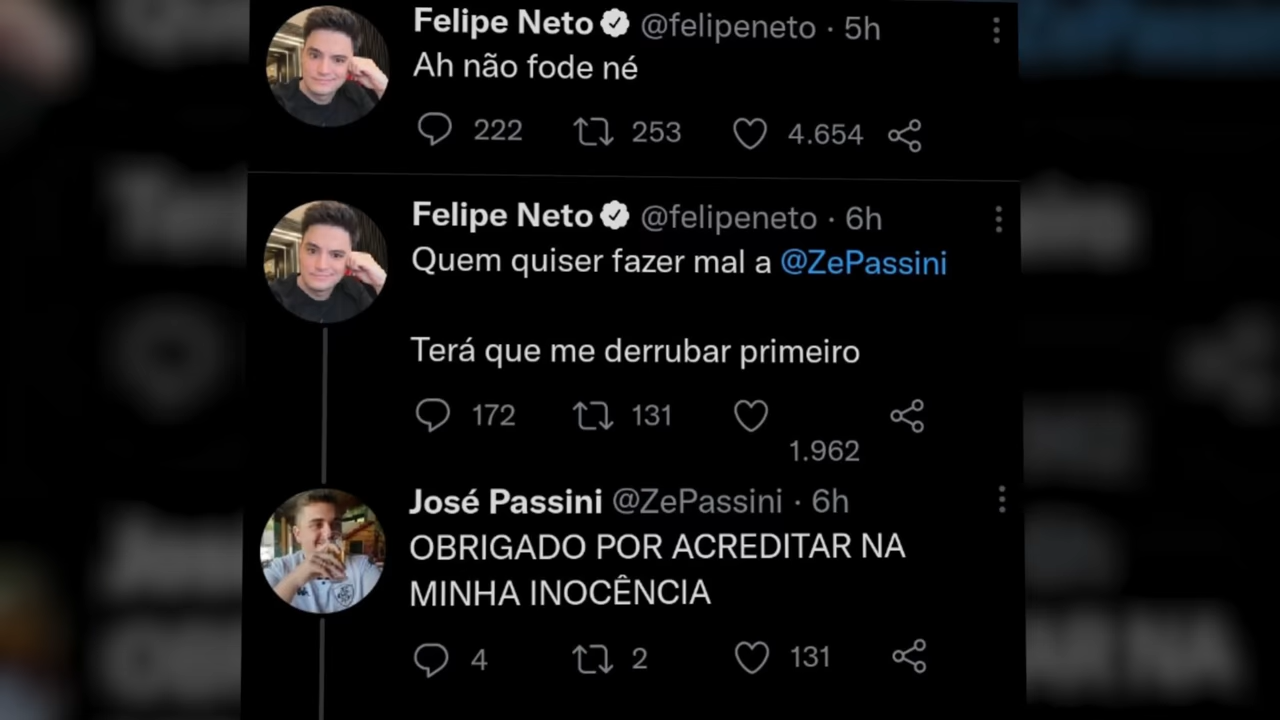 Felipe Neto @felipeneto · 5h
Ah não fode né
222 253 4.654
Felipe Neto @felipeneto · 6h
Quem quiser fazer mal a @ZePassini
Terá que me derrubar primeiro
172 131
1.962
José Passini @ZePassini · 6h
OBRIGADO POR ACREDITAR NA
MINHA INOCÊNCIA
4 2 131